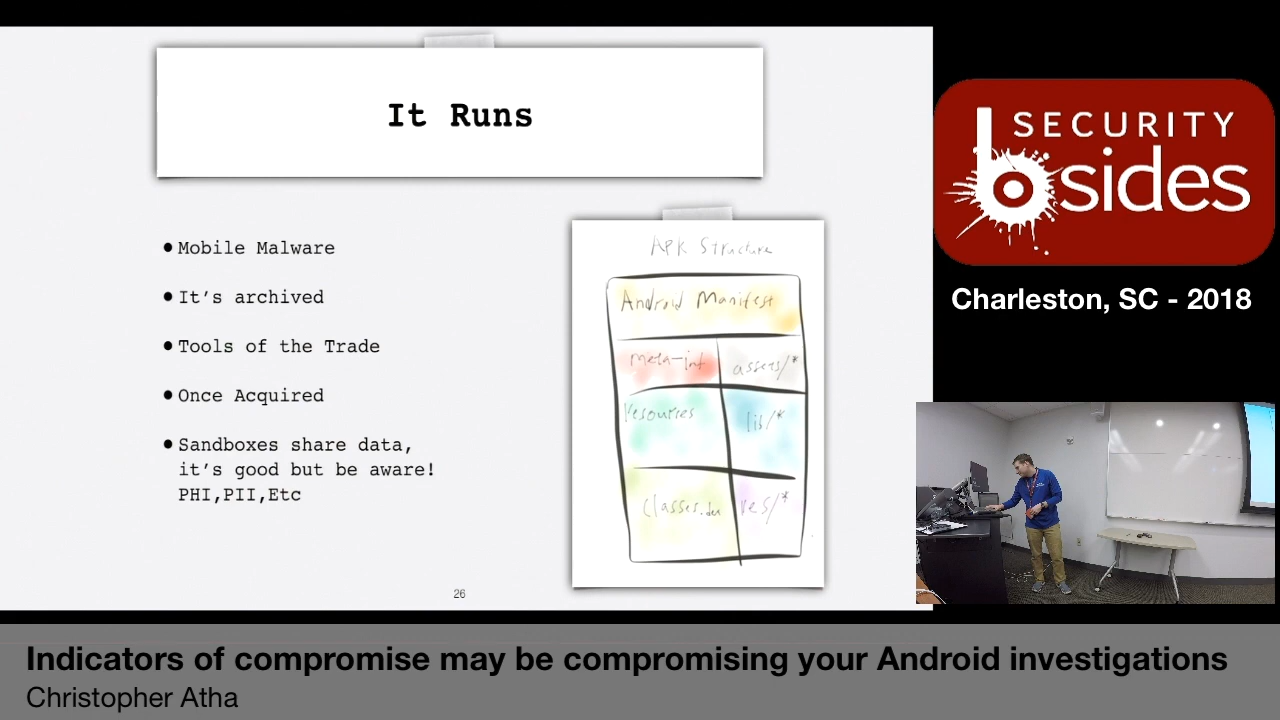 It Runs
● Mobile Malware
● It's archived
● Tools of the Trade
● Once Acquired
● Sandboxes share data,
it's good but be aware!
PHI,PII,Etc
APK Structure
Android Manifest
meta-inf
assets/*
resources
lib/*
classes.dex
res/*
26
SECURITY
bsides
Charleston, SC - 2018
Indicators of compromise may be compromising your Android investigations
Christopher Atha